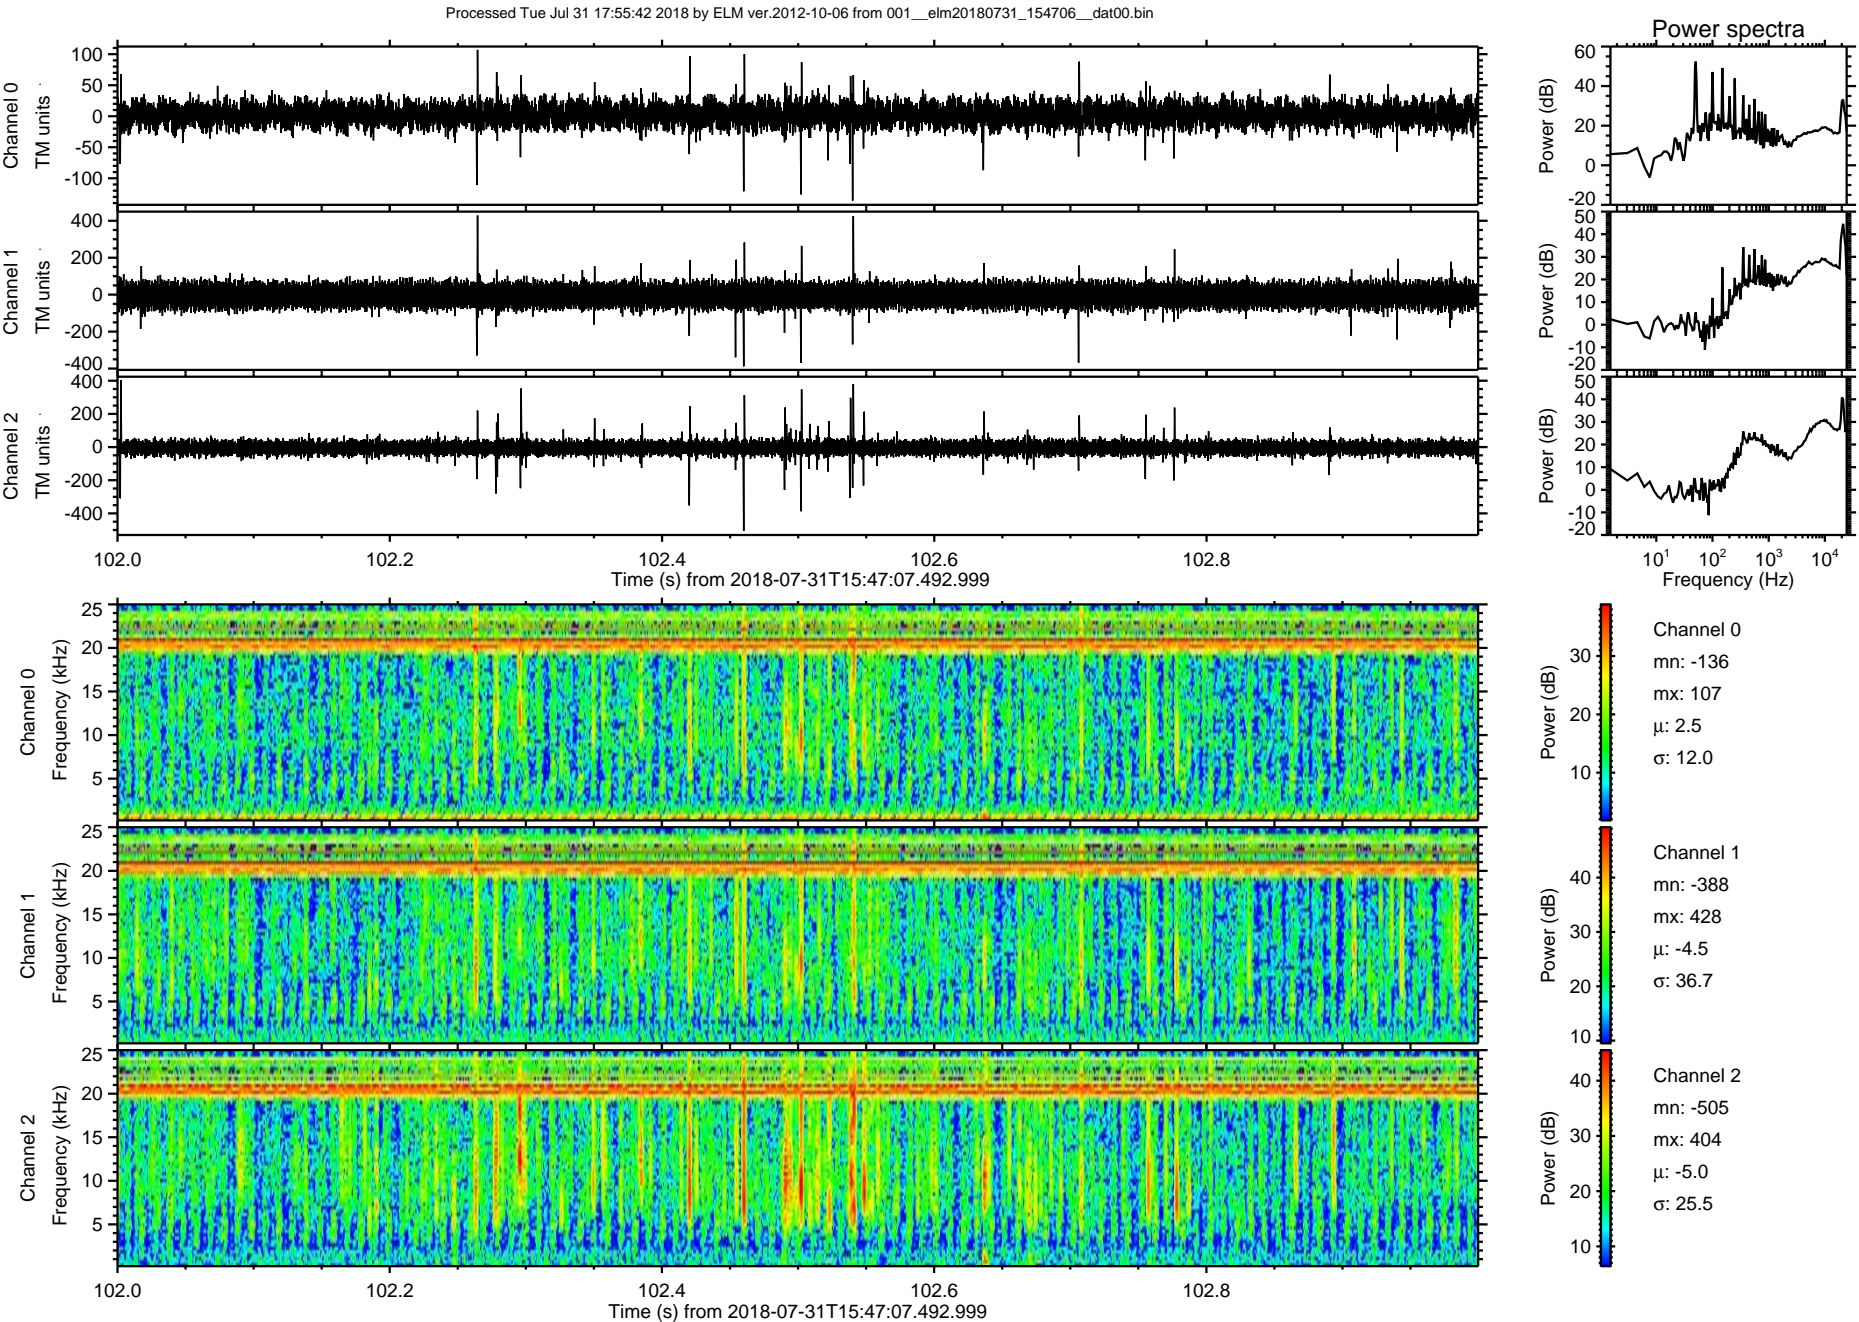 Processed Tue Jul 31 17:55:42 2018 by ELM ver.2012-10-06 from 001__elm20180731_154706__dat00.bin
Power spectra
Channel 0
TM units
100
50
0
-50
-100
Power (dB)
60
40
20
0
-20
Channel 1
TM units
400
200
0
-200
-400
Power (dB)
50
40
30
20
10
0
-10
-20
Channel 2
TM units
400
200
0
-200
-400
Power (dB)
50
40
30
20
10
0
-10
-20
102.0 102.2 102.4 102.6 102.8
Time (s) from 2018-07-31T15:47:07.492.999
10¹ 10² 10³ 10⁴
Frequency (Hz)
Channel 0
Frequency (kHz)
25
20
15
10
5
Power (dB)
30
20
10
Channel 0
mn: -136
mx: 107
μ: 2.5
σ: 12.0
Channel 1
Frequency (kHz)
25
20
15
10
5
Power (dB)
40
30
20
10
Channel 1
mn: -388
mx: 428
μ: -4.5
σ: 36.7
Channel 2
Frequency (kHz)
25
20
15
10
5
Power (dB)
40
30
20
10
Channel 2
mn: -505
mx: 404
μ: -5.0
σ: 25.5
102.0 102.2 102.4 102.6 102.8
Time (s) from 2018-07-31T15:47:07.492.999